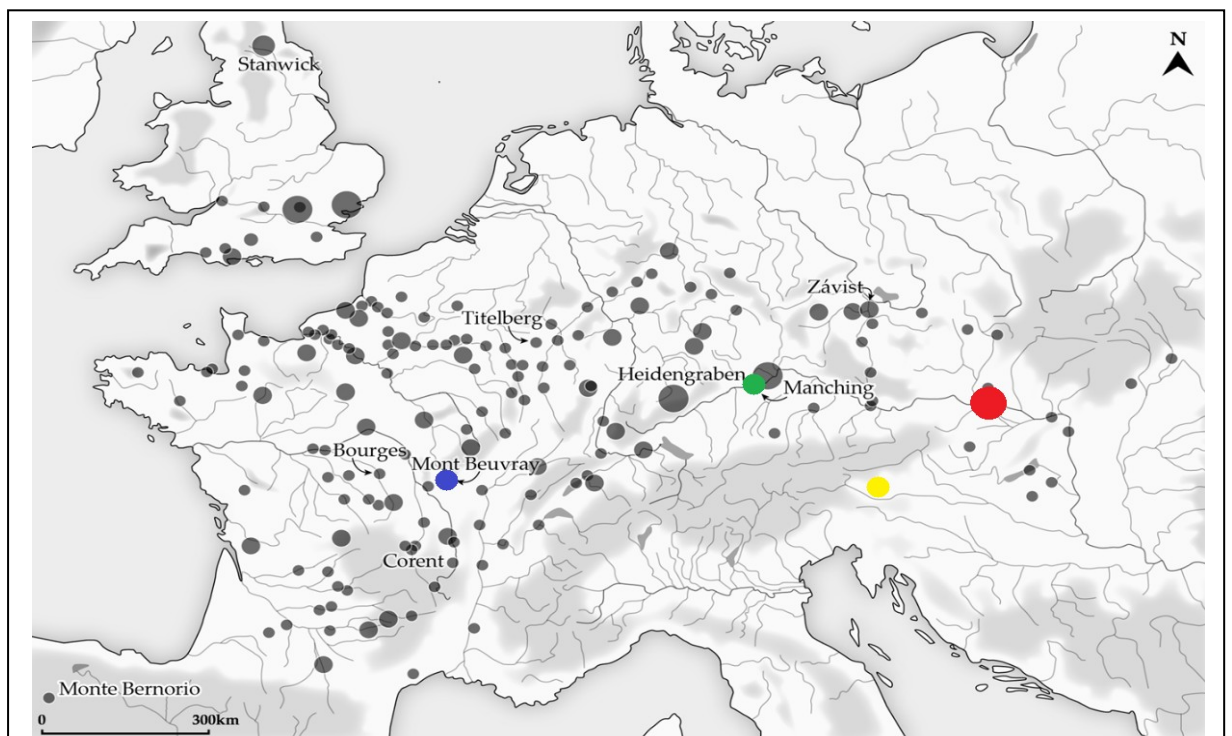 N
Stanwick
Závist
Titelberg
Heidengraben
Manching
Bourges
Mont Beuvray
Corent
Monte Bernorio
0
300km